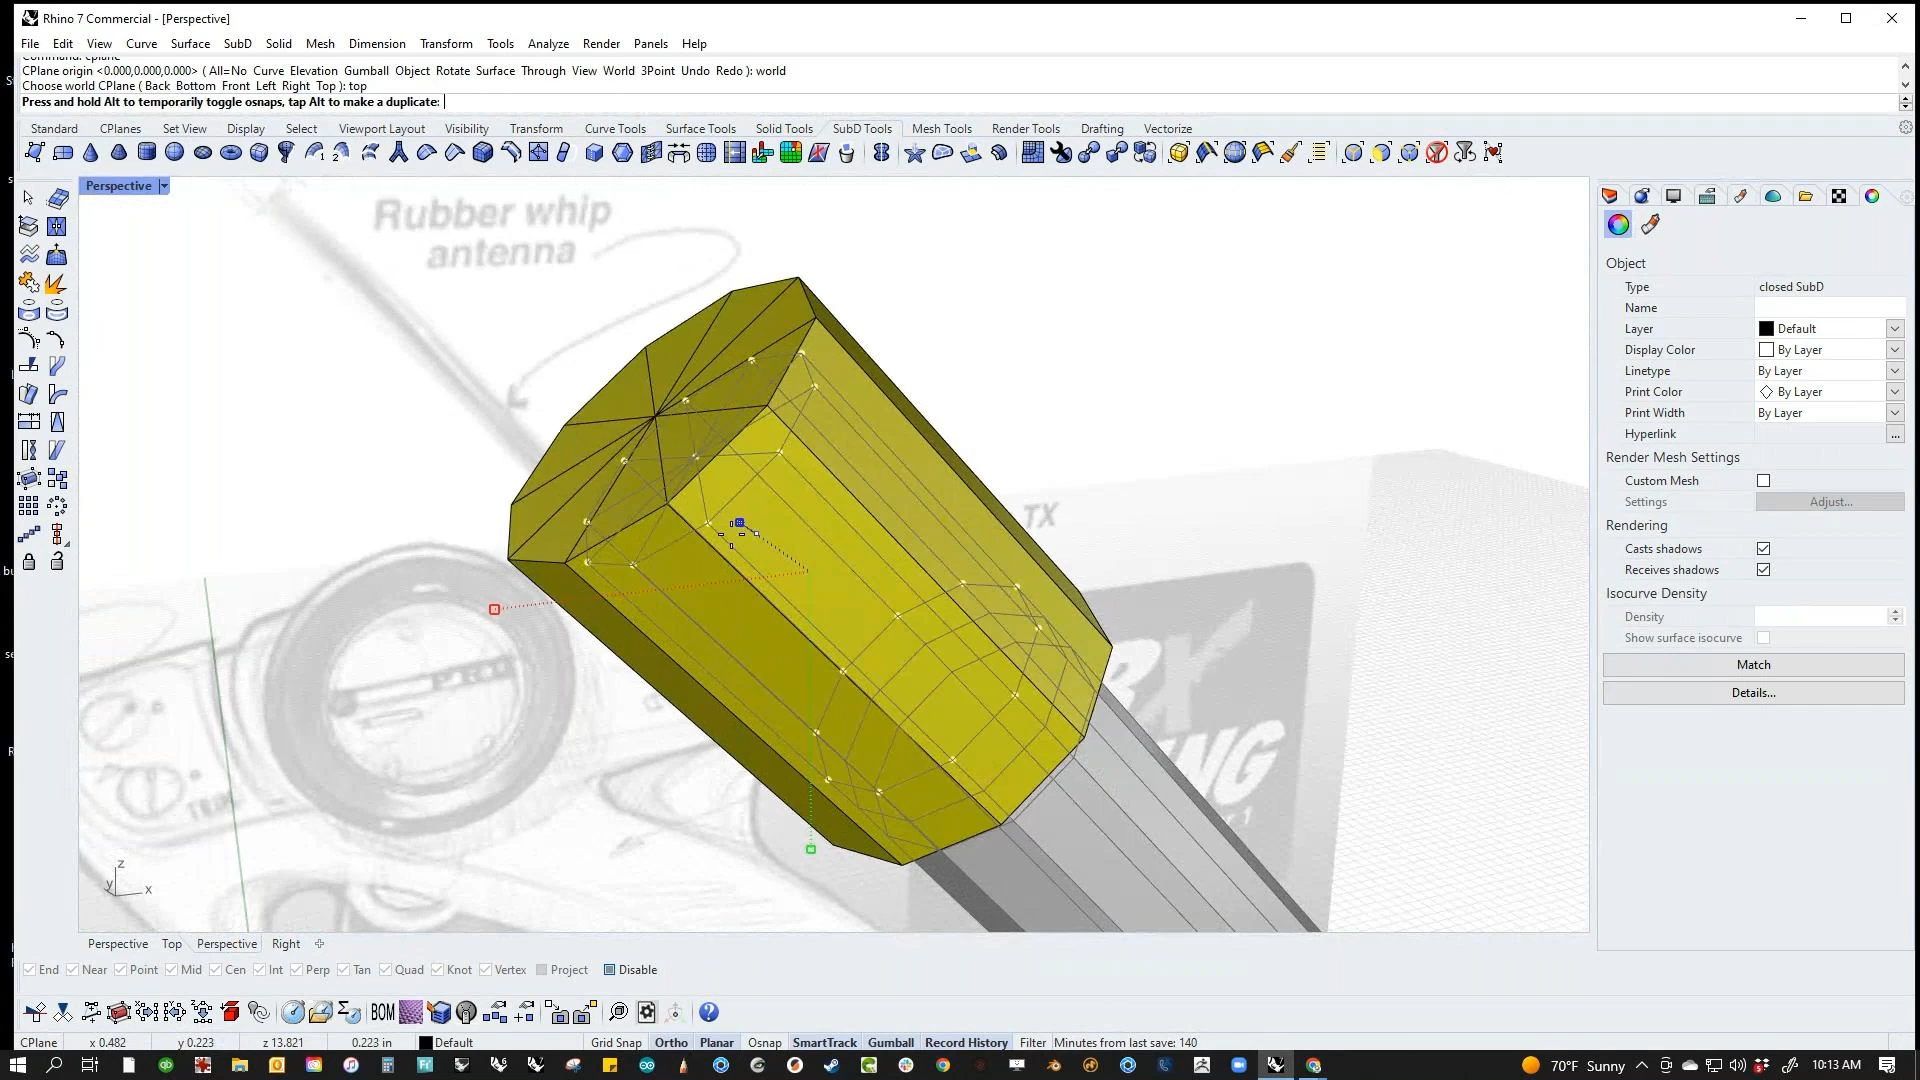 Rhino 7 Commercial - [Perspective]
File Edit View Curve Surface SubD Solid Mesh Dimension Transform Tools Analyze Render Panels Help
Command: cplane
CPlane origin <0.000,0.000,0.000> ( All=No Curve Elevation Gumball Object Rotate Surface Through View World 3Point Undo Redo ): world
Choose world CPlane ( Back Bottom Front Left Right Top ): top
Press and hold Alt to temporarily toggle osnaps, tap Alt to make a duplicate:
Standard CPlanes Set View Display Select Viewport Layout Visibility Transform Curve Tools Surface Tools Solid Tools SubD Tools Mesh Tools Render Tools Drafting Vectorize
Perspective
Rubber whip
antenna
TX
PRO
Object
Type closed SubD
Name
Layer Default
Display Color By Layer
Linetype By Layer
Print Color By Layer
Print Width By Layer
Hyperlink ...
Render Mesh Settings
Custom Mesh
Settings Adjust...
Rendering
Casts shadows
Receives shadows
Isocurve Density
Density
Show surface isocurve
Match
Details...
z
y x
Perspective Top Perspective Right
End Near Point Mid Cen Int Perp Tan Quad Knot Vertex Project Disable
BOM
CPlane x 0.482 y 0.223 z 13.821 0.223 in Default Grid Snap Ortho Planar Osnap SmartTrack Gumball Record History Filter Minutes from last save: 140
70°F Sunny 10:13 AM